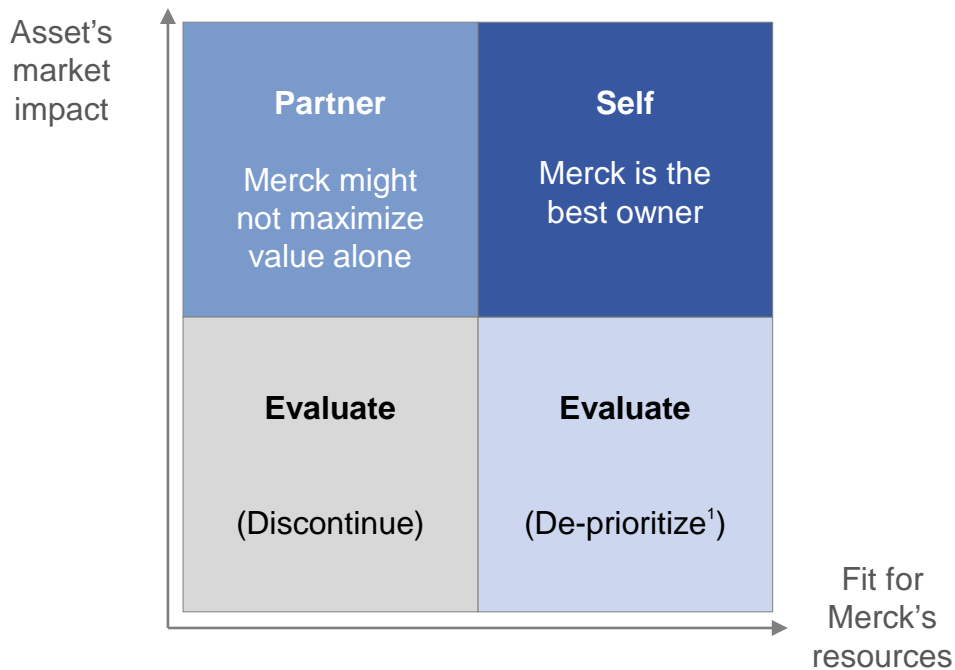 Asset’s
market
impact
Partner
Merck might
not maximize
value alone
Self
Merck is the
best owner
Evaluate
(Discontinue)
Evaluate
(De-prioritize¹)
Fit for
Merck’s
resources